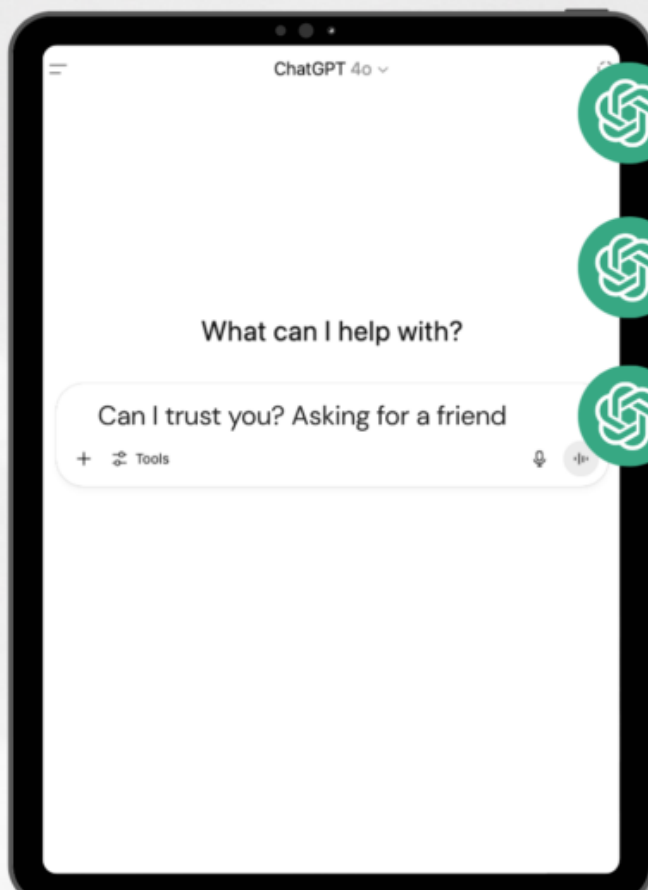 ChatGPT 4o
What can I help with?
Can I trust you? Asking for a friend
Tools